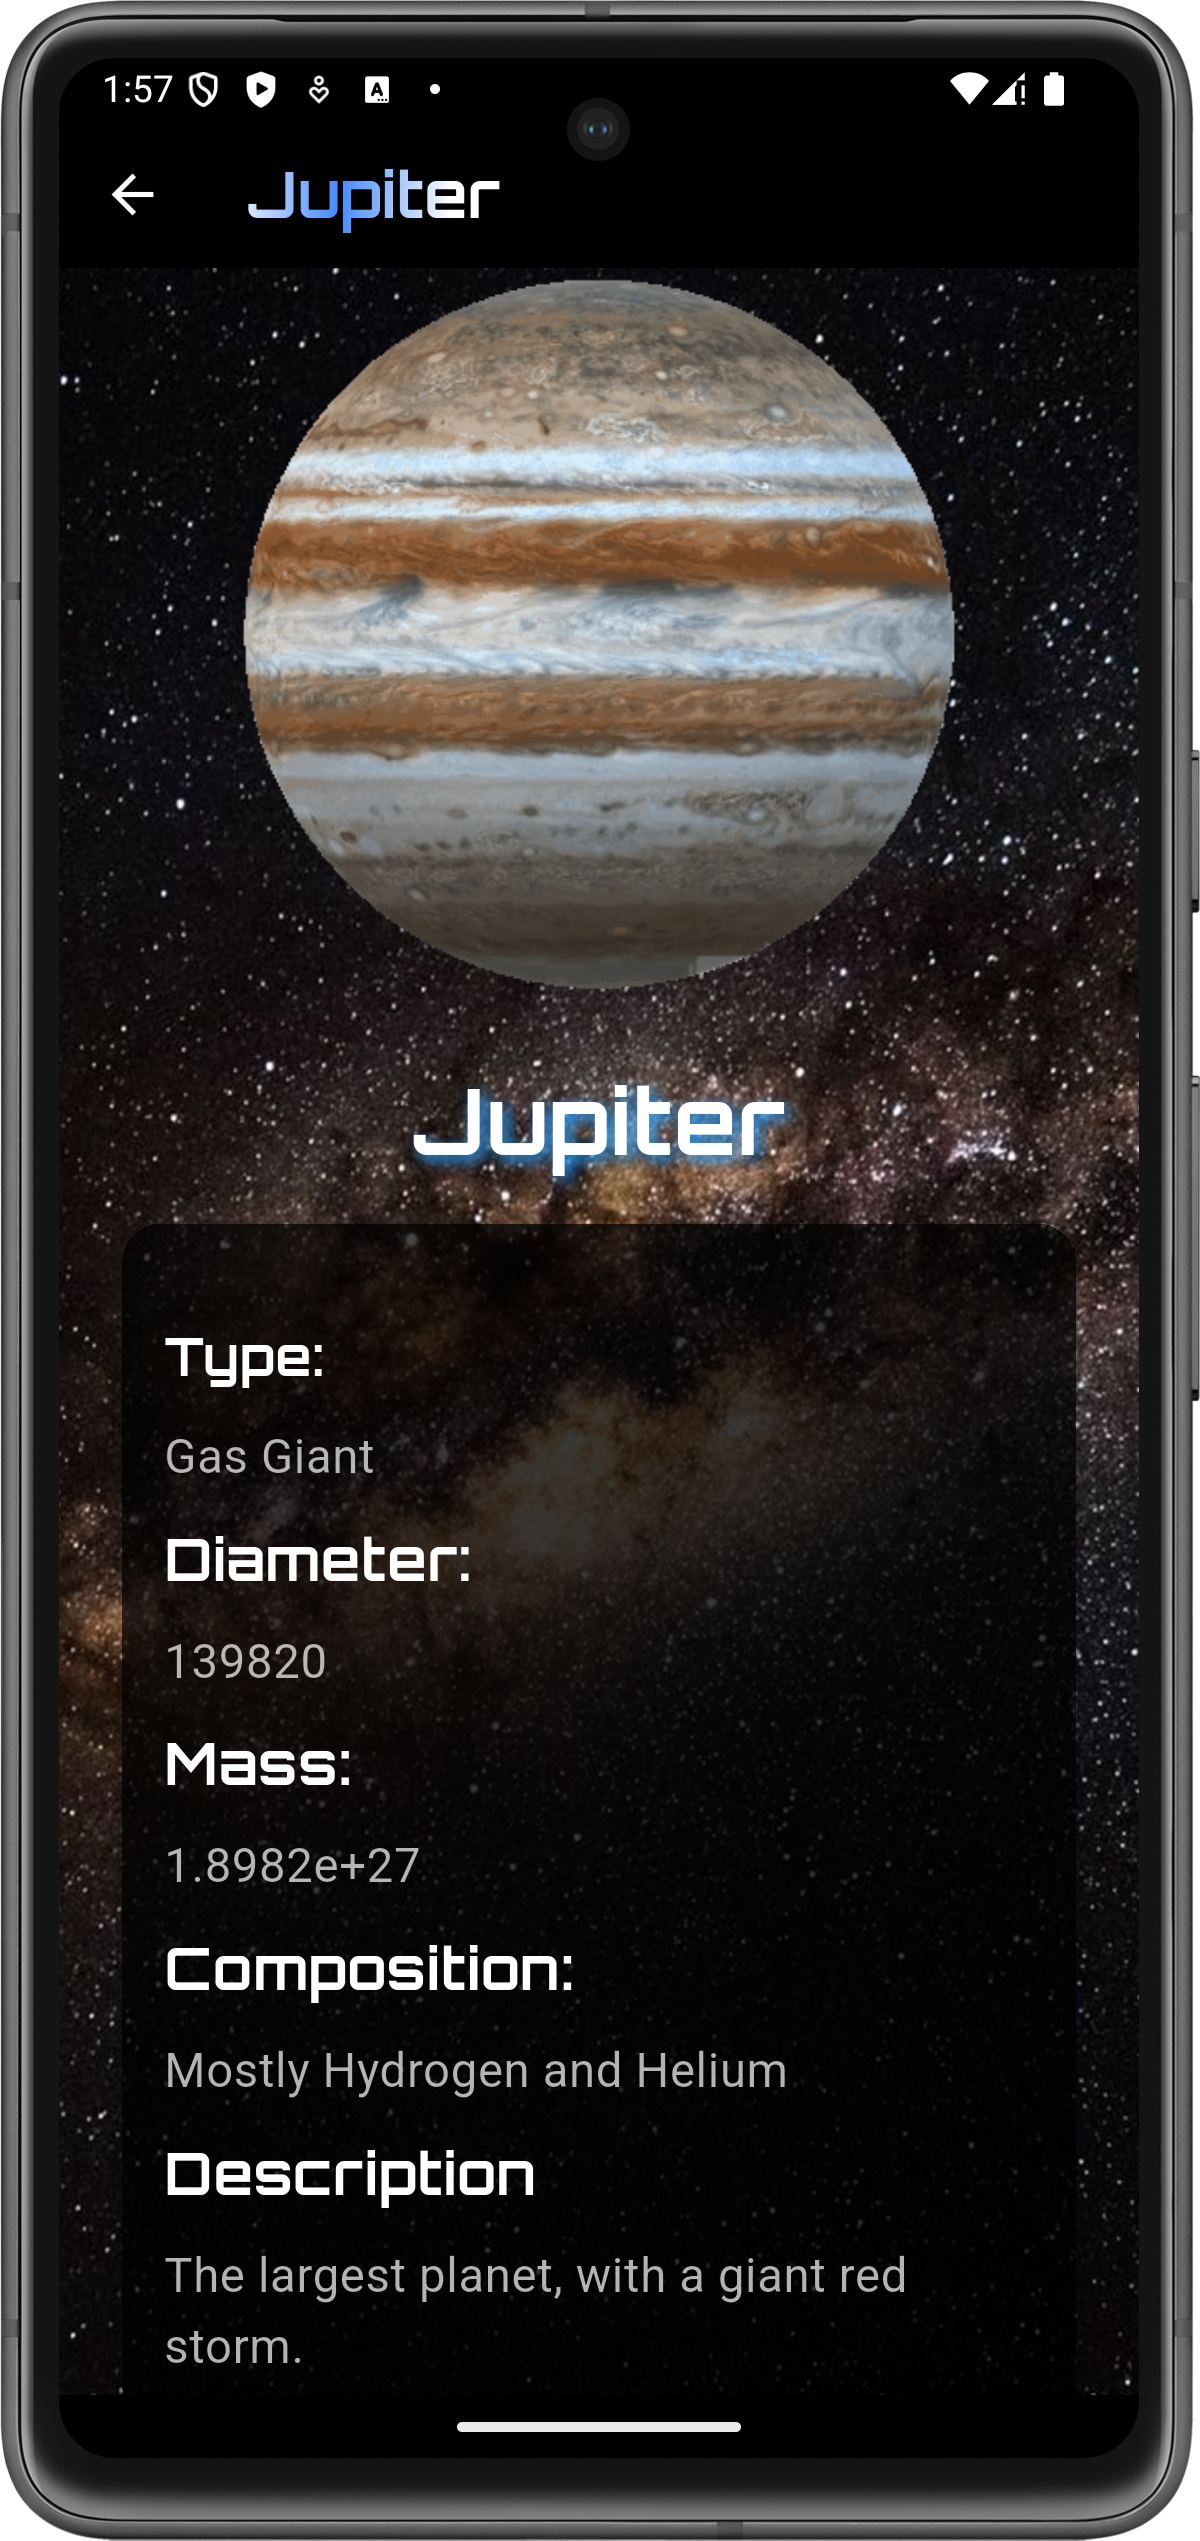 1:57
Jupiter
Jupiter
Type:
Gas Giant
Diameter:
139820
Mass:
1.8982e+27
Composition:
Mostly Hydrogen and Helium
Description
The largest planet, with a giant red
storm.